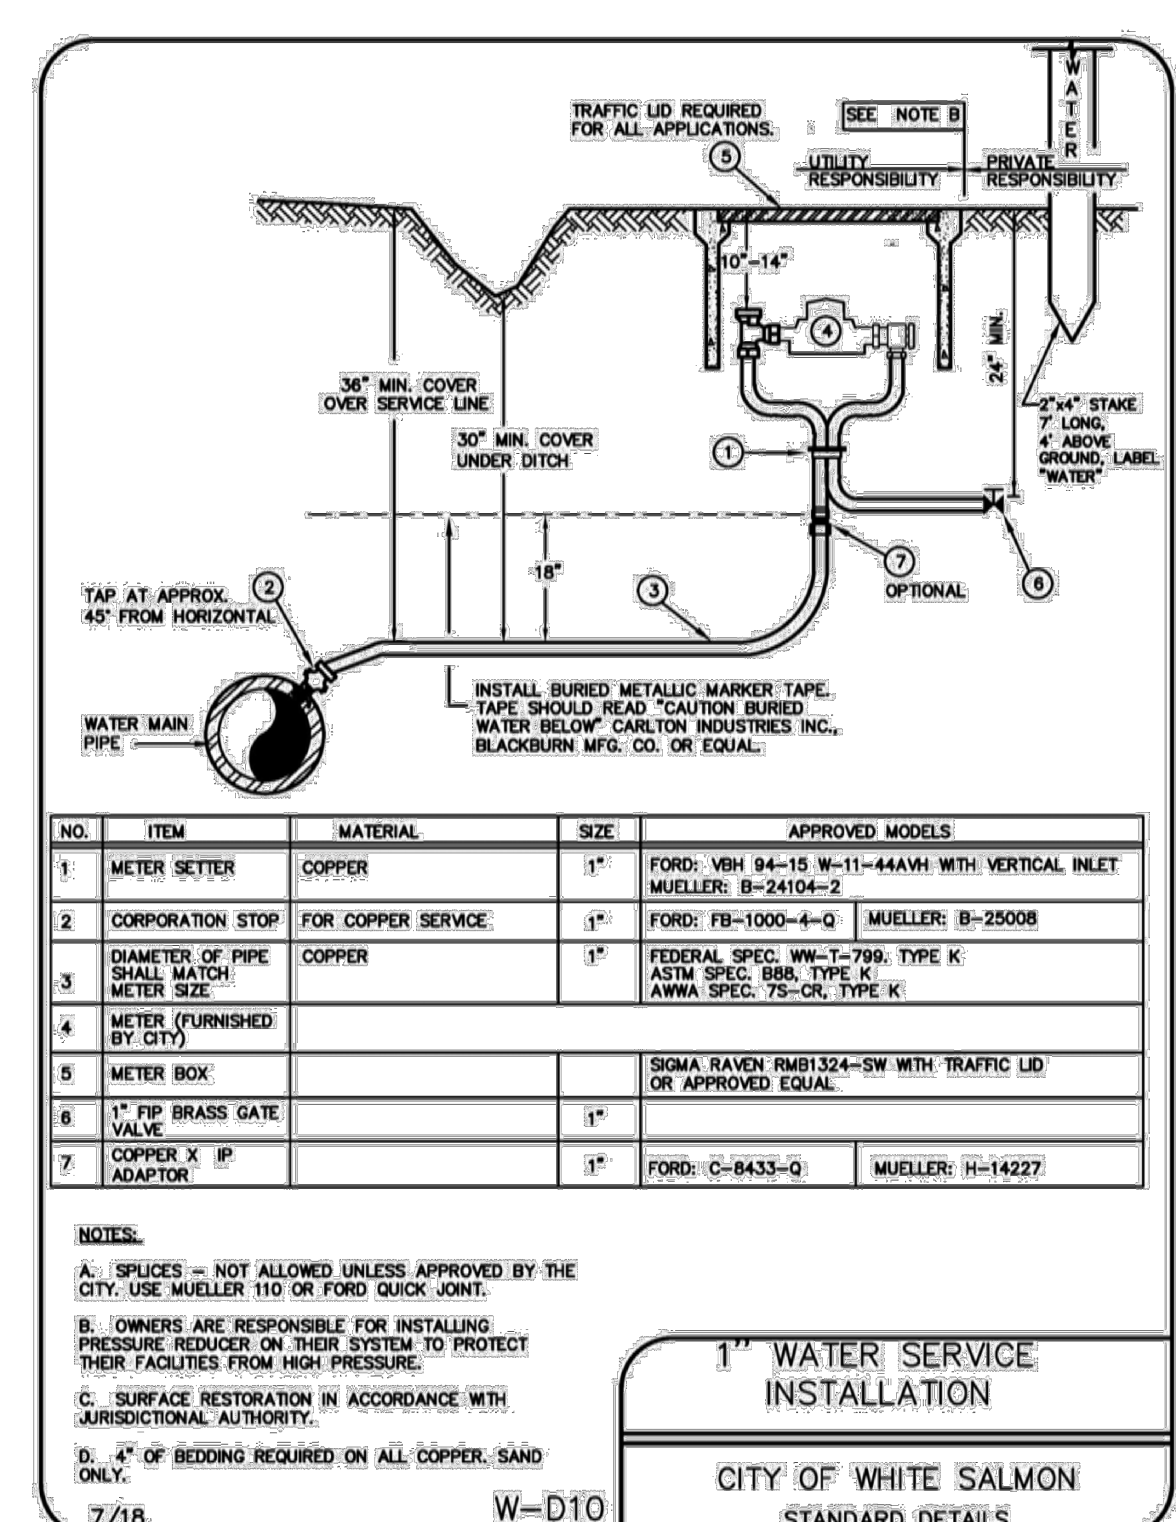 WATER
TRAFFIC LID REQUIRED
FOR ALL APPLICATIONS.
SEE NOTE B
5
UTILITY
RESPONSIBILITY
PRIVATE
RESPONSIBILITY
10"-14"
4
24" MIN.
36" MIN. COVER
OVER SERVICE LINE
30" MIN. COVER
UNDER DITCH
1
2"x4" STAKE
7' LONG,
4' ABOVE
GROUND, LABEL
"WATER"
18"
7
OPTIONAL
6
2
3
TAP AT APPROX.
45° FROM HORIZONTAL
WATER MAIN
PIPE
INSTALL BURIED METALLIC MARKER TAPE.
TAPE SHOULD READ "CAUTION BURIED
WATER BELOW" CARLTON INDUSTRIES INC.,
BLACKBURN MFG. CO. OR EQUAL.
NO. ITEM MATERIAL SIZE APPROVED MODELS
1 METER SETTER COPPER 1" FORD: VBH 94-15 W-11-44AVH WITH VERTICAL INLET
MUELLER: B-24104-2
2 CORPORATION STOP FOR COPPER SERVICE 1" FORD: FB-1000-4-Q MUELLER: B-25008
3 DIAMETER OF PIPE COPPER 1" FEDERAL SPEC. WW-T-799. TYPE K
SHALL MATCH ASTM SPEC. B88, TYPE K
METER SIZE AWWA SPEC. 7S-CR, TYPE K
4 METER (FURNISHED
BY CITY)
5 METER BOX SIGMA RAVEN RMB1324-SW WITH TRAFFIC LID
OR APPROVED EQUAL
6 1" FIP BRASS GATE 1"
VALVE
7 COPPER X IP 1" FORD: C-8433-Q MUELLER: H-14227
ADAPTOR
NOTES:
A. SPLICES - NOT ALLOWED UNLESS APPROVED BY THE
CITY. USE MUELLER 110 OR FORD QUICK JOINT.
B. OWNERS ARE RESPONSIBLE FOR INSTALLING
PRESSURE REDUCER ON THEIR SYSTEM TO PROTECT
THEIR FACILITIES FROM HIGH PRESSURE.
C. SURFACE RESTORATION IN ACCORDANCE WITH
JURISDICTIONAL AUTHORITY.
D. 4" OF BEDDING REQUIRED ON ALL COPPER. SAND
ONLY.
7/18
W-D10
1" WATER SERVICE
INSTALLATION
CITY OF WHITE SALMON
STANDARD DETAILS